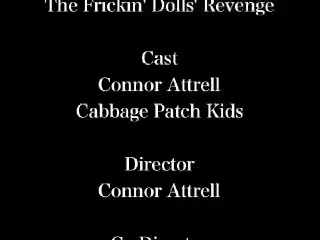 The Frickin' Dolls' Revenge
Cast
Connor Attrell
Cabbage Patch Kids
Director
Connor Attrell